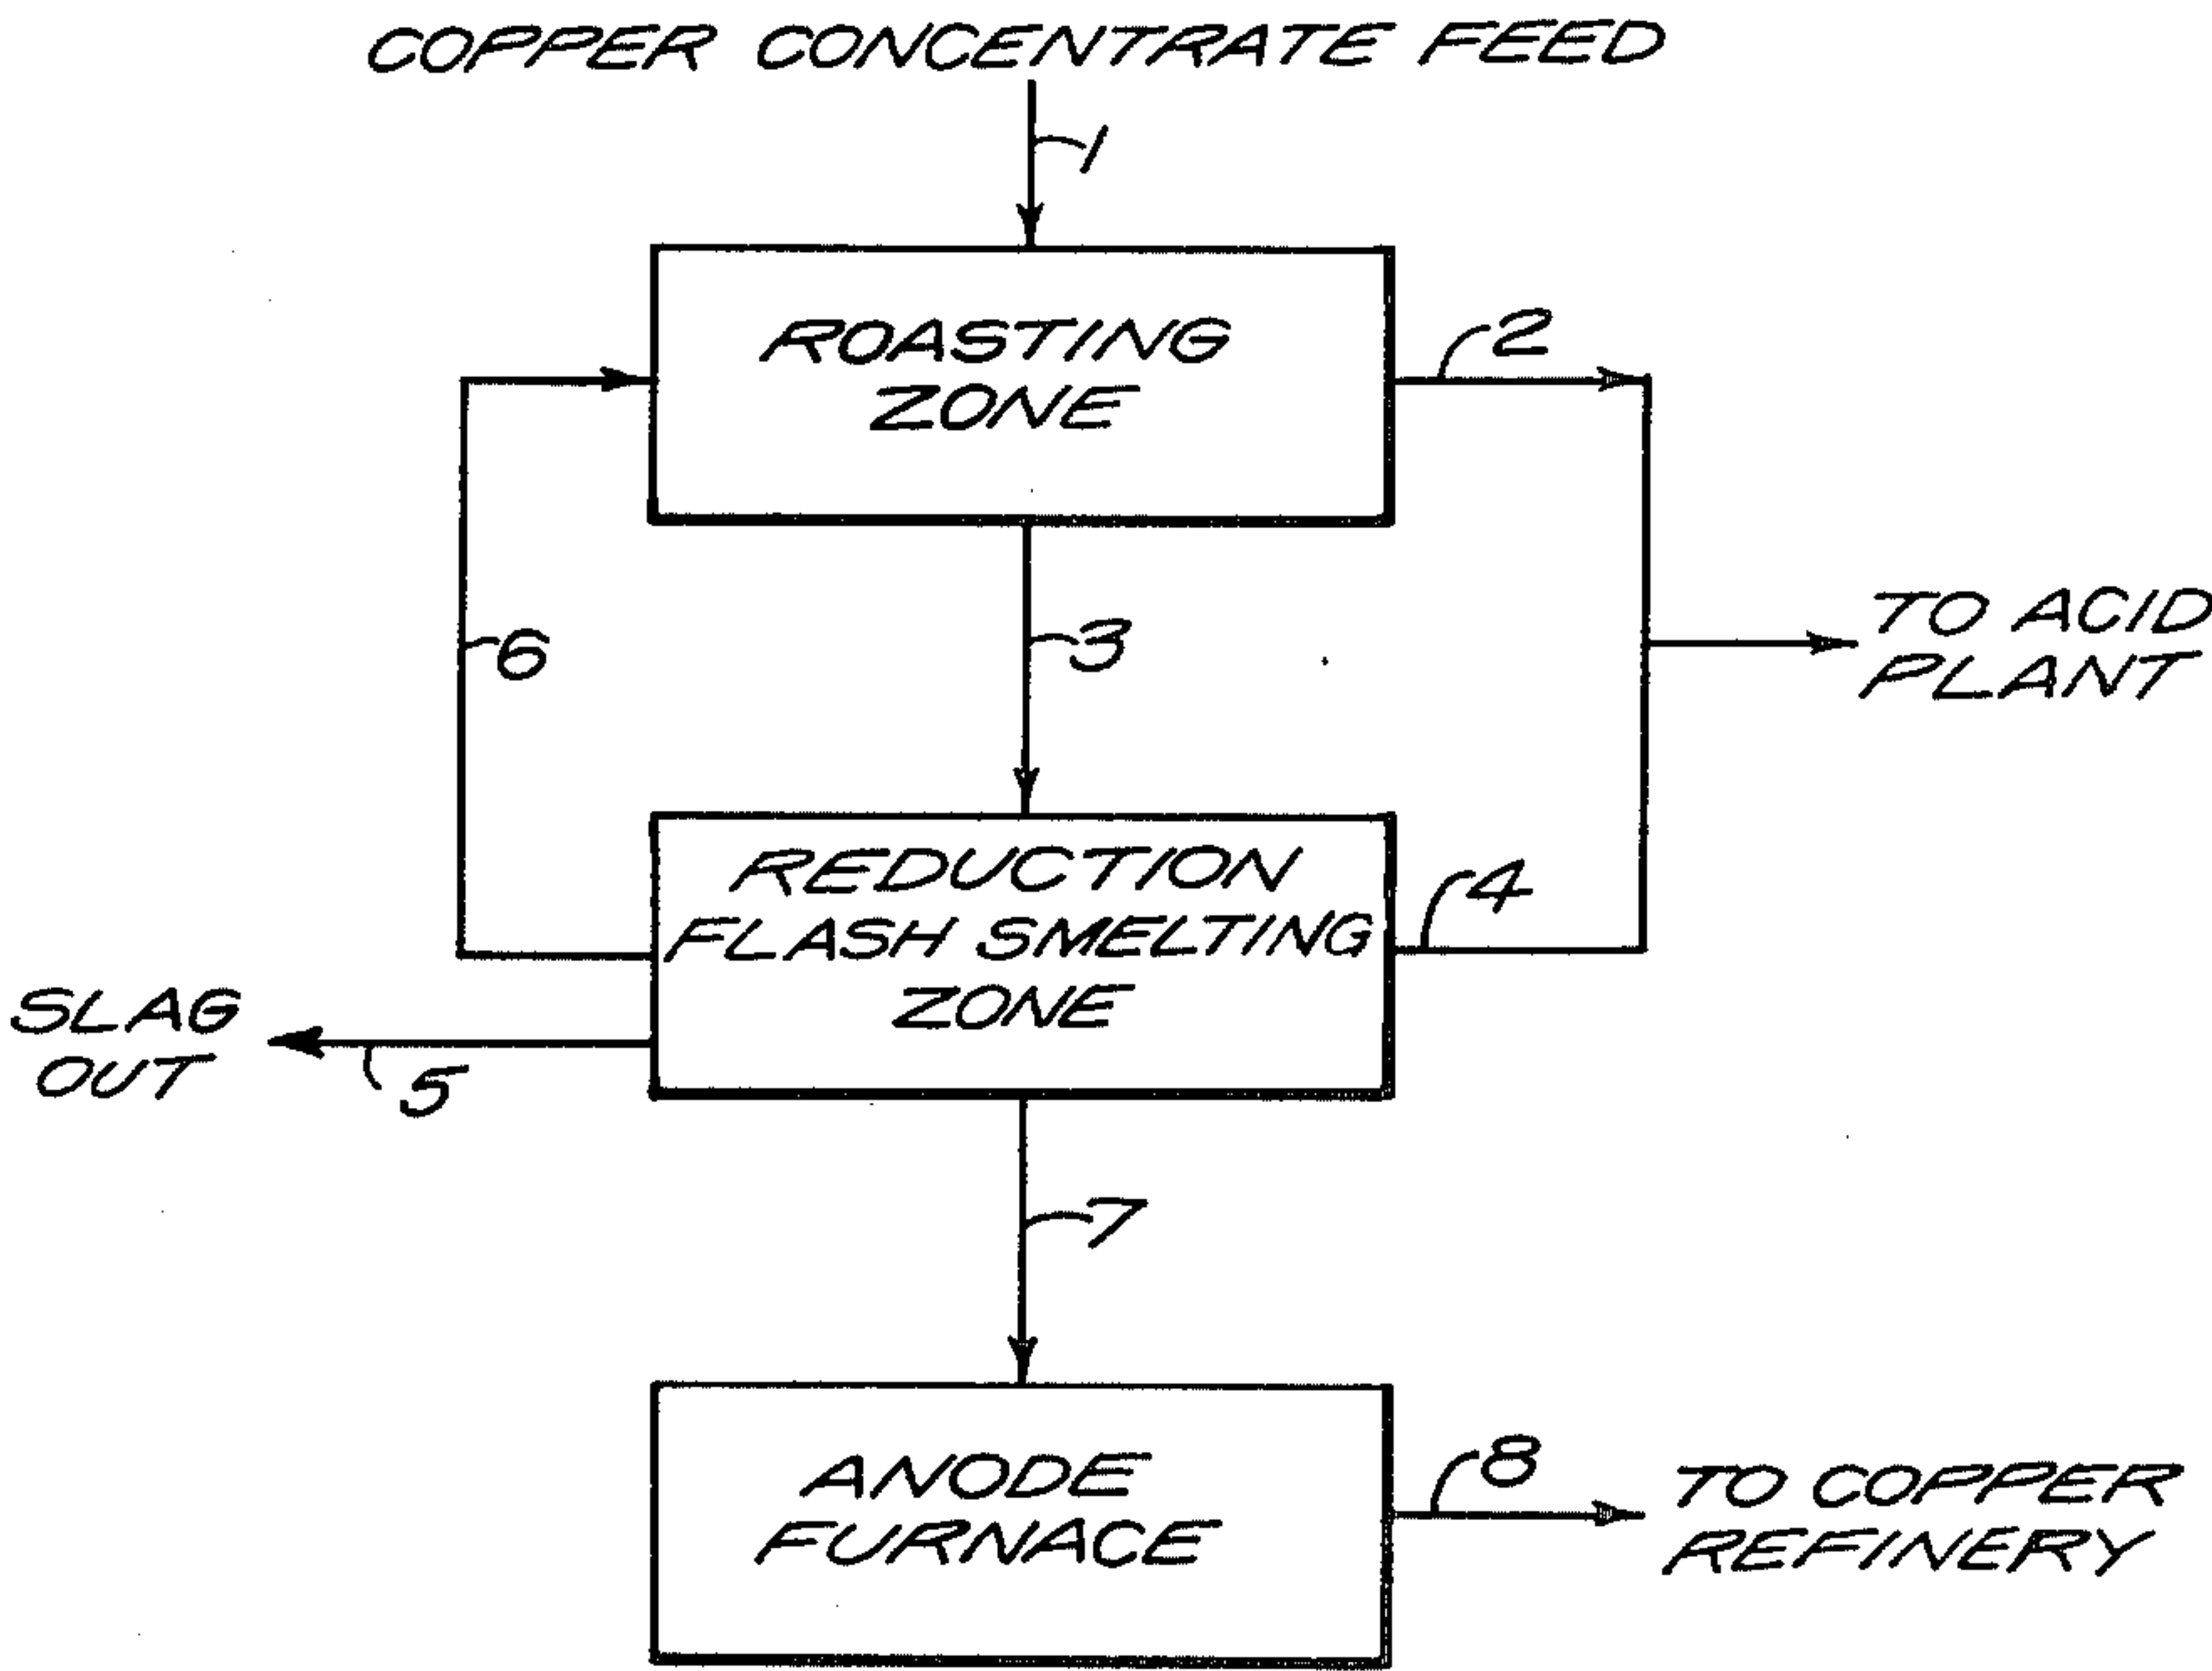 COPPER CONCENTRATE FEED
1
ROASTING
ZONE
2
6
3
TO ACID
PLANT
REDUCTION
FLASH SMELTING
ZONE
4
SLAG
OUT
5
7
ANODE
FURNACE
8
TO COPPER
REFINERY